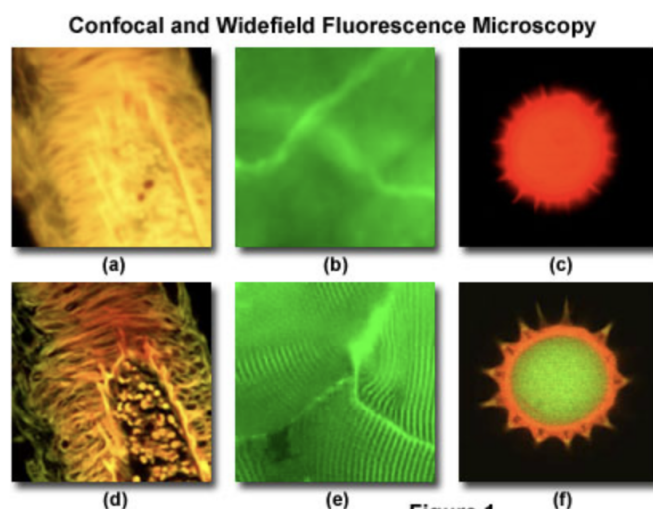 Confocal and Widefield Fluorescence Microscopy
(a) (b) (c)
(d) (e) (f)
Figure 1